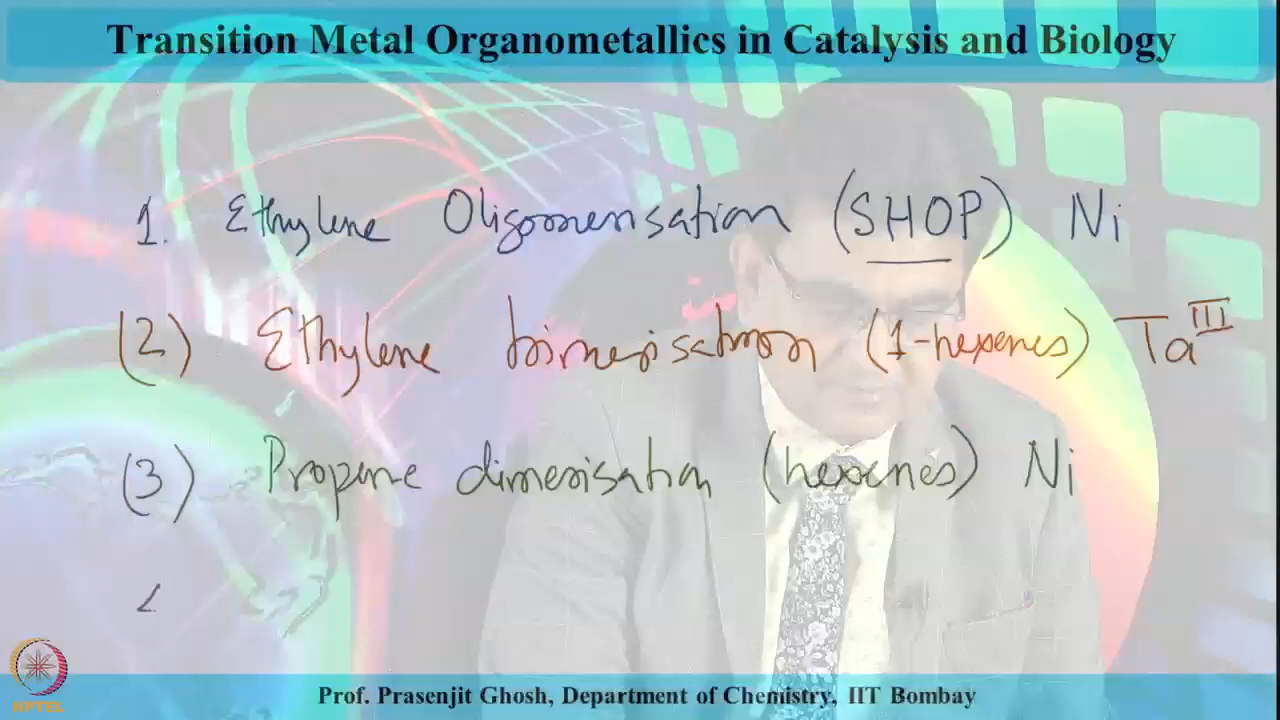 Transition Metal Organometallics in Catalysis and Biology
1. Ethylene Oligomerisation (SHOP) Ni
(2) Ethylene trimerisation (1-hexenes) Ta III
(3) Propene dimerisation (hexenes) Ni
NPTEL
Prof. Prasenjit Ghosh, Department of Chemistry, IIT Bombay